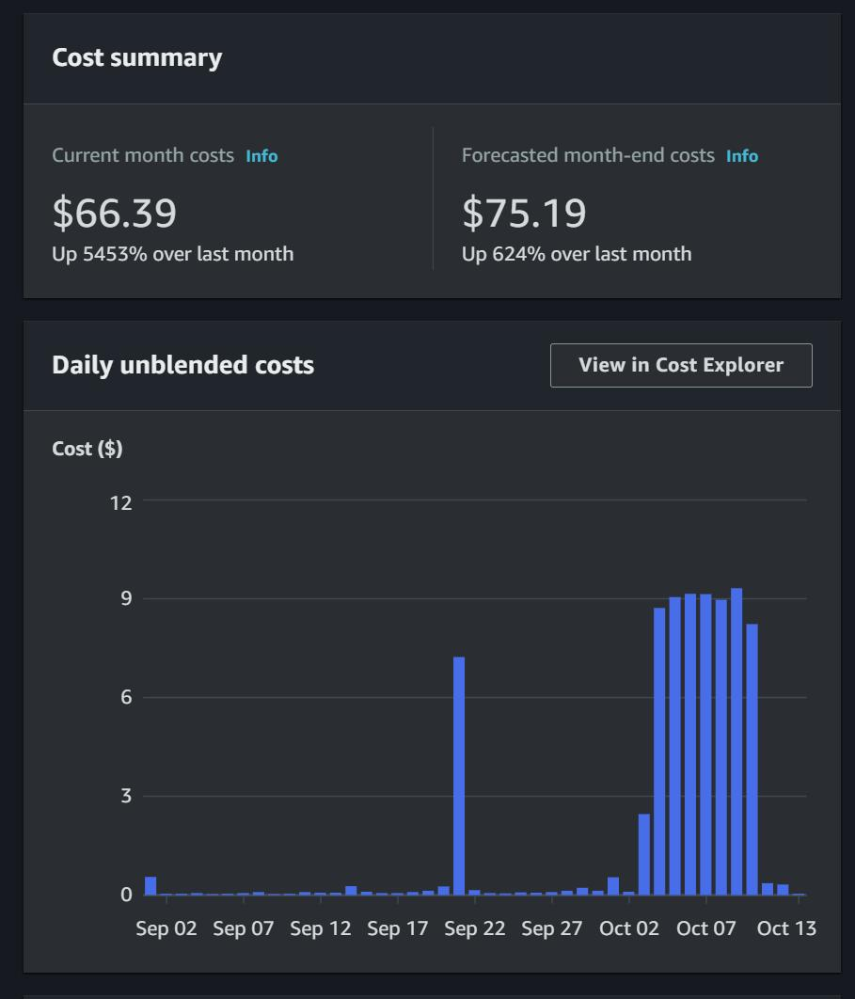 Cost summary
Current month costs Info
Forecasted month-end costs Info
$66.39
$75.19
Up 5453% over last month
Up 624% over last month
Daily unblended costs
View in Cost Explorer
Cost ($)
12
9
6
3
0
Sep 02 Sep 07 Sep 12 Sep 17 Sep 22 Sep 27 Oct 02 Oct 07 Oct 13